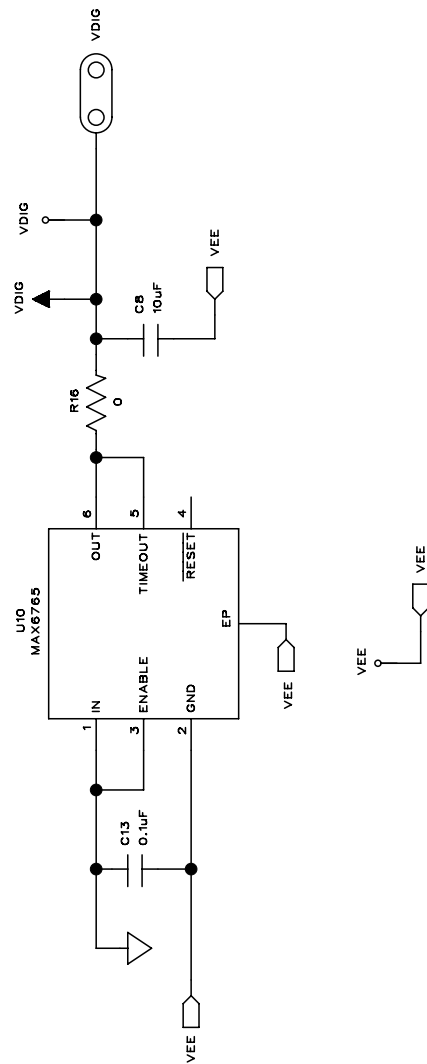 VDIG
VDIG
VDIG
C8
10uF
VEE
R16
0
6
5
4
OUT
TIMEOUT
RESET
U10
MAX6765
EP
IN
ENABLE
GND
1
3
2
VEE
VEE
VEE
C13
0.1uF
VEE